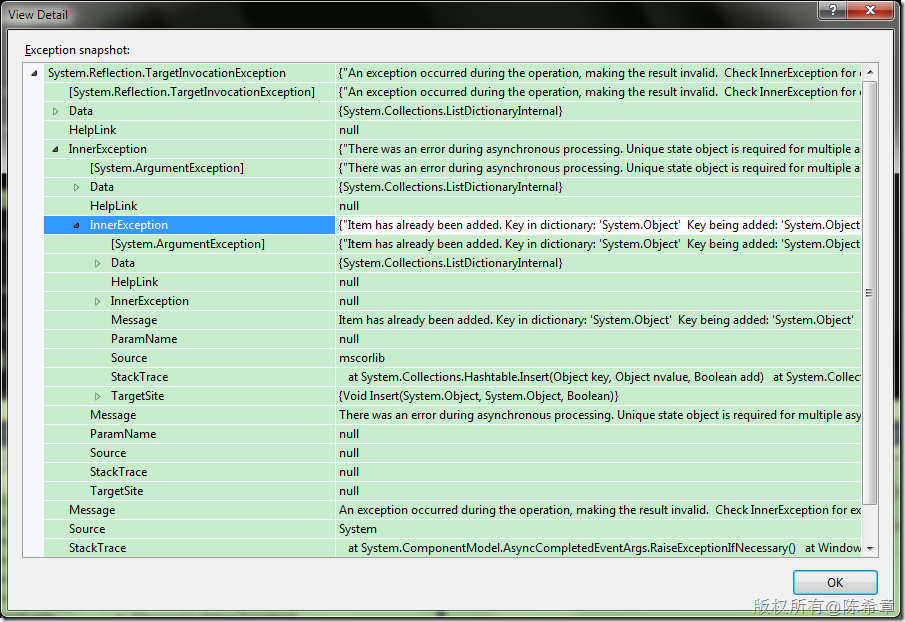 View Detail
Exception snapshot:
System.Reflection.TargetInvocationException {"An exception occurred during the operation, making the result invalid.  Check InnerException for
[System.Reflection.TargetInvocationException] {"An exception occurred during the operation, making the result invalid.  Check InnerException for
Data {System.Collections.ListDictionaryInternal}
HelpLink null
InnerException {"There was an error during asynchronous processing. Unique state object is required for multiple
[System.ArgumentException] {"There was an error during asynchronous processing. Unique state object is required for multiple
Data {System.Collections.ListDictionaryInternal}
HelpLink null
InnerException {"Item has already been added. Key in dictionary: 'System.Object'  Key being added: 'System.Object
[System.ArgumentException] {"Item has already been added. Key in dictionary: 'System.Object'  Key being added: 'System.Object
Data {System.Collections.ListDictionaryInternal}
HelpLink null
InnerException null
Message Item has already been added. Key in dictionary: 'System.Object'  Key being added: 'System.Object'
ParamName null
Source mscorlib
StackTrace at System.Collections.Hashtable.Insert(Object key, Object nvalue, Boolean add)   at System.Collec
TargetSite {Void Insert(System.Object, System.Object, Boolean)}
Message There was an error during asynchronous processing. Unique state object is required for multiple asy
ParamName null
Source null
StackTrace null
TargetSite null
Message An exception occurred during the operation, making the result invalid.  Check InnerException for ex
Source System
StackTrace at System.ComponentModel.AsyncCompletedEventArgs.RaiseExceptionIfNecessary()   at Window
OK
版权所有@陈希章